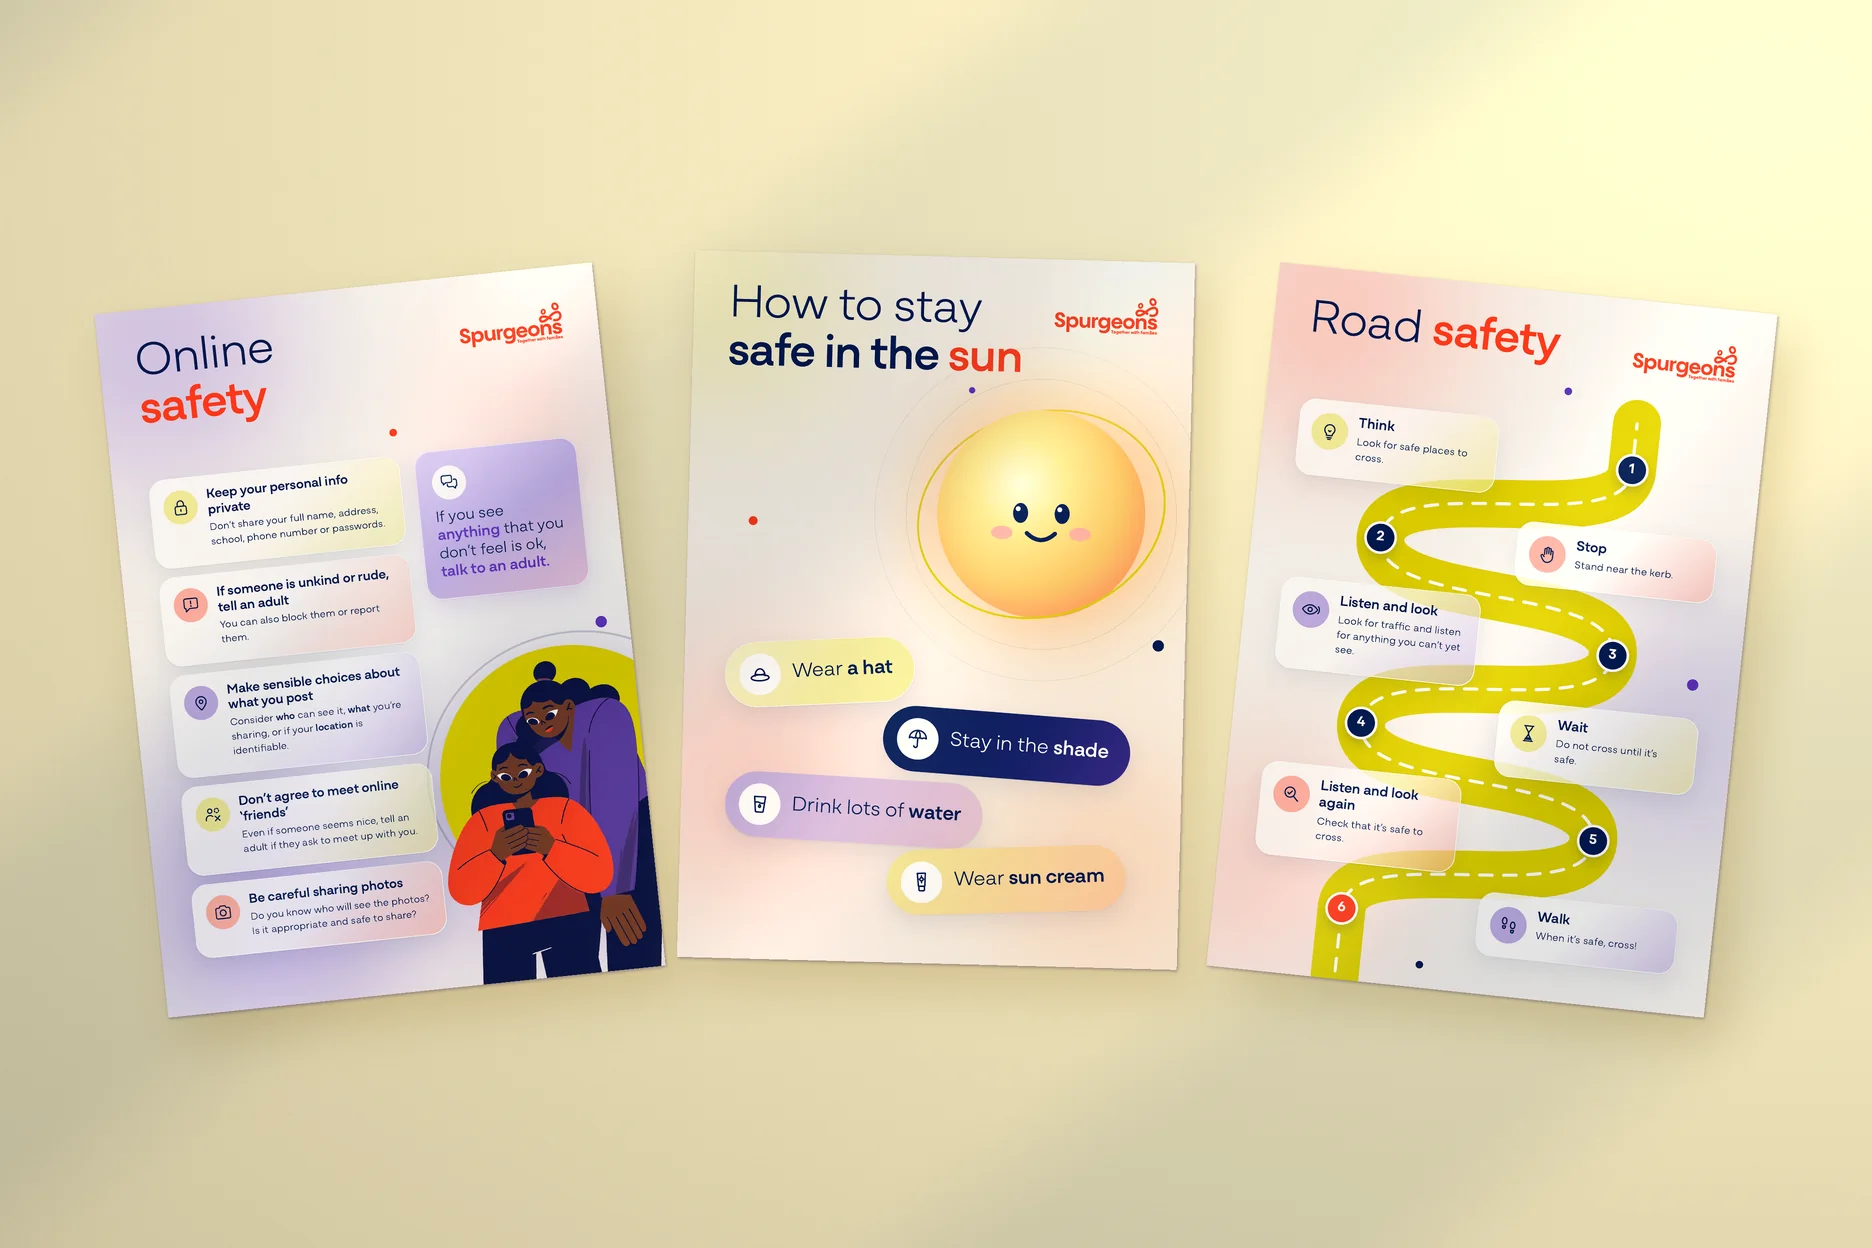 Online
safety
Spurgeons
Together with families
Keep your personal info
private
Don't share your full name, address,
school, phone number or passwords.
If someone is unkind or rude,
tell an adult
You can also block them or report
them.
Make sensible choices about
what you post
Consider who can see it, what you're
sharing, or if your location is
identifiable.
Don't agree to meet online
'friends'
Even if someone seems nice, tell an
adult if they ask to meet up with you.
Be careful sharing photos
Do you know who will see the photos?
Is it appropriate and safe to share?
If you see
anything that you
don't feel is ok,
talk to an adult.
How to stay
safe in the sun
Spurgeons
Together with families
Wear a hat
Stay in the shade
Drink lots of water
Wear sun cream
Road safety
Spurgeons
Together with families
Think
Look for safe places to
cross.
1
2
Stop
Stand near the kerb.
Listen and look
Look for traffic and listen
for anything you can't yet
see.
3
4
Wait
Do not cross until it's
safe.
Listen and look
again
Check that it's safe to
cross.
5
6
Walk
When it's safe, cross!